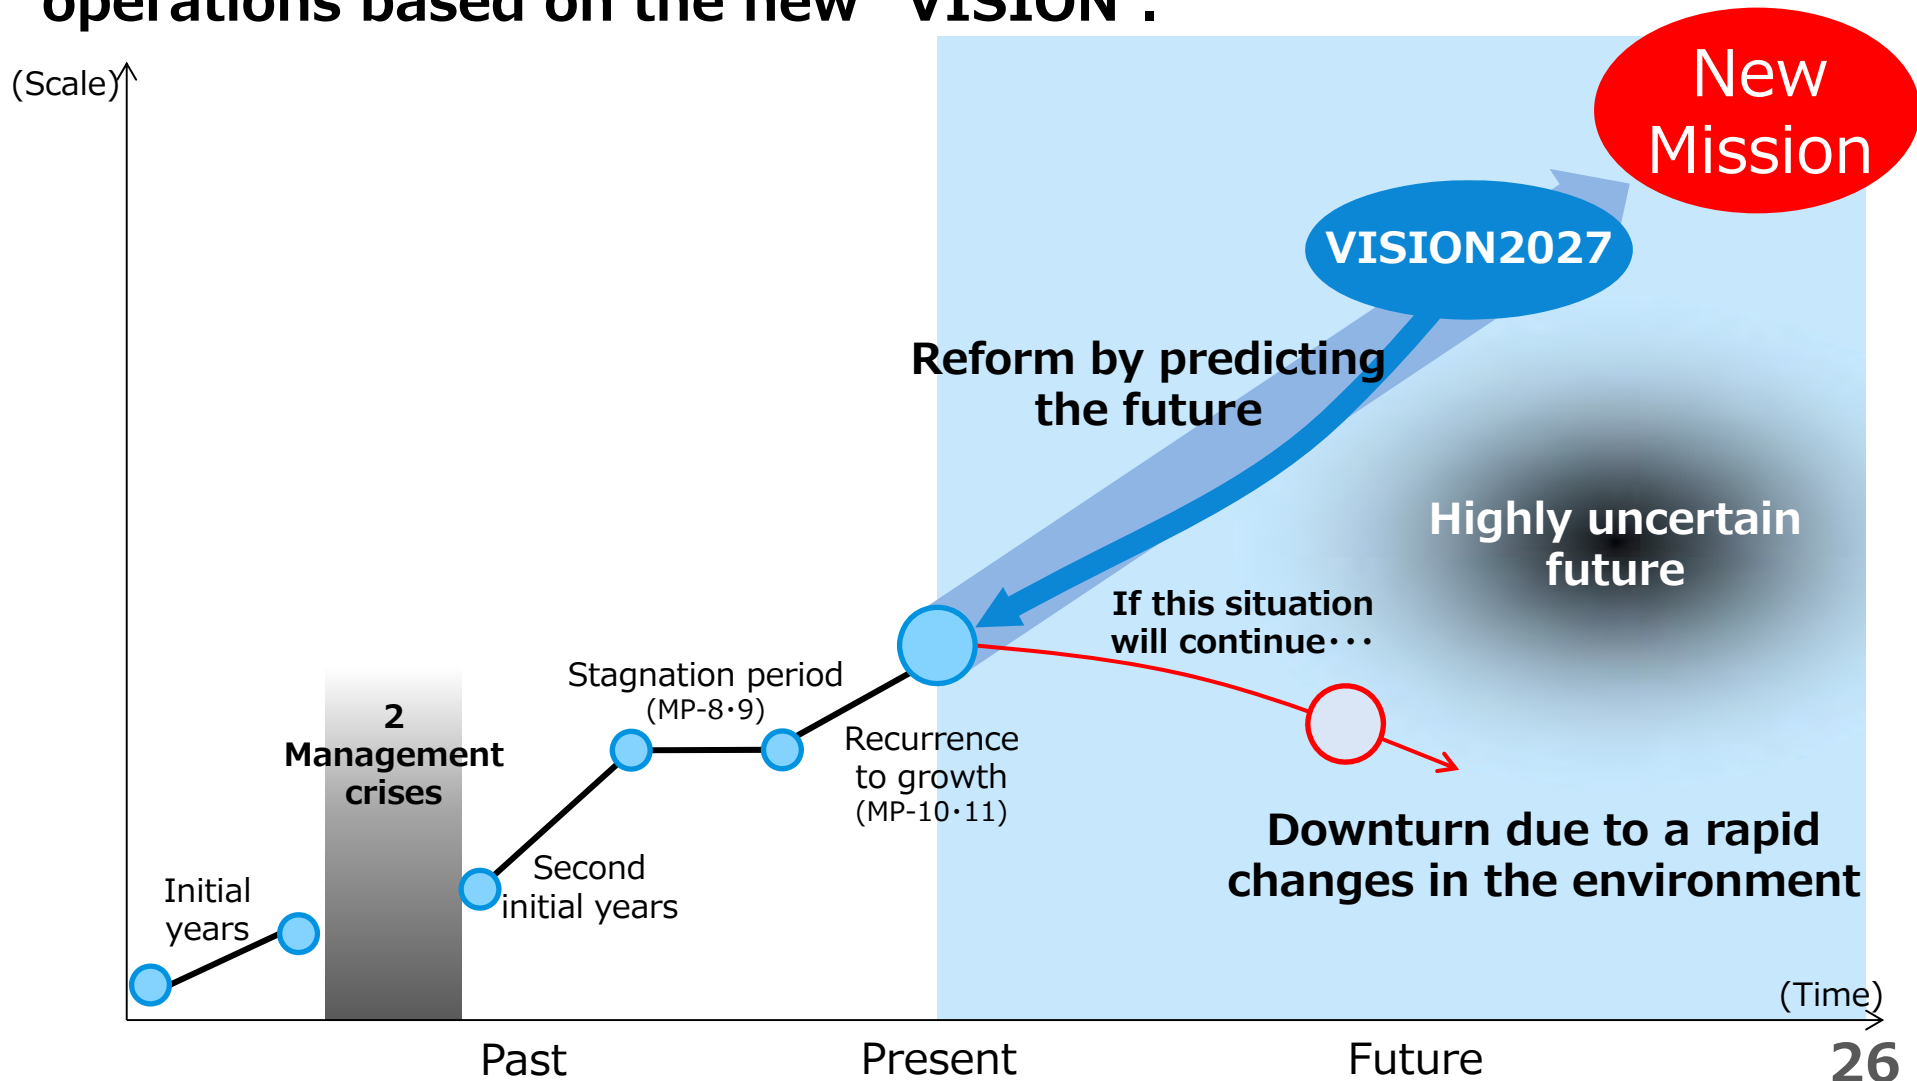 operations based on the new "VISION".
(Scale)
New
Mission
VISION2027
Reform by predicting
the future
Highly uncertain
future
If this situation
will continue・・・
Stagnation period
(MP-8・9)
2
Management
crises
Recurrence
to growth
(MP-10・11)
Downturn due to a rapid
changes in the environment
Second
initial years
Initial
years
(Time)
Past
Present
Future
26